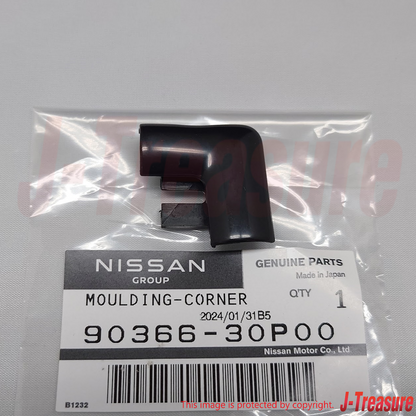 J-Treasure
NISSAN
GROUP
GENUINE PARTS
Made in Japan
MOULDING-CORNER
QTY 1
2024/01/31B5
90366-30P00
Nissan Motor Co., Ltd.
B1232
This image is protected by copyright.
J-Treasure